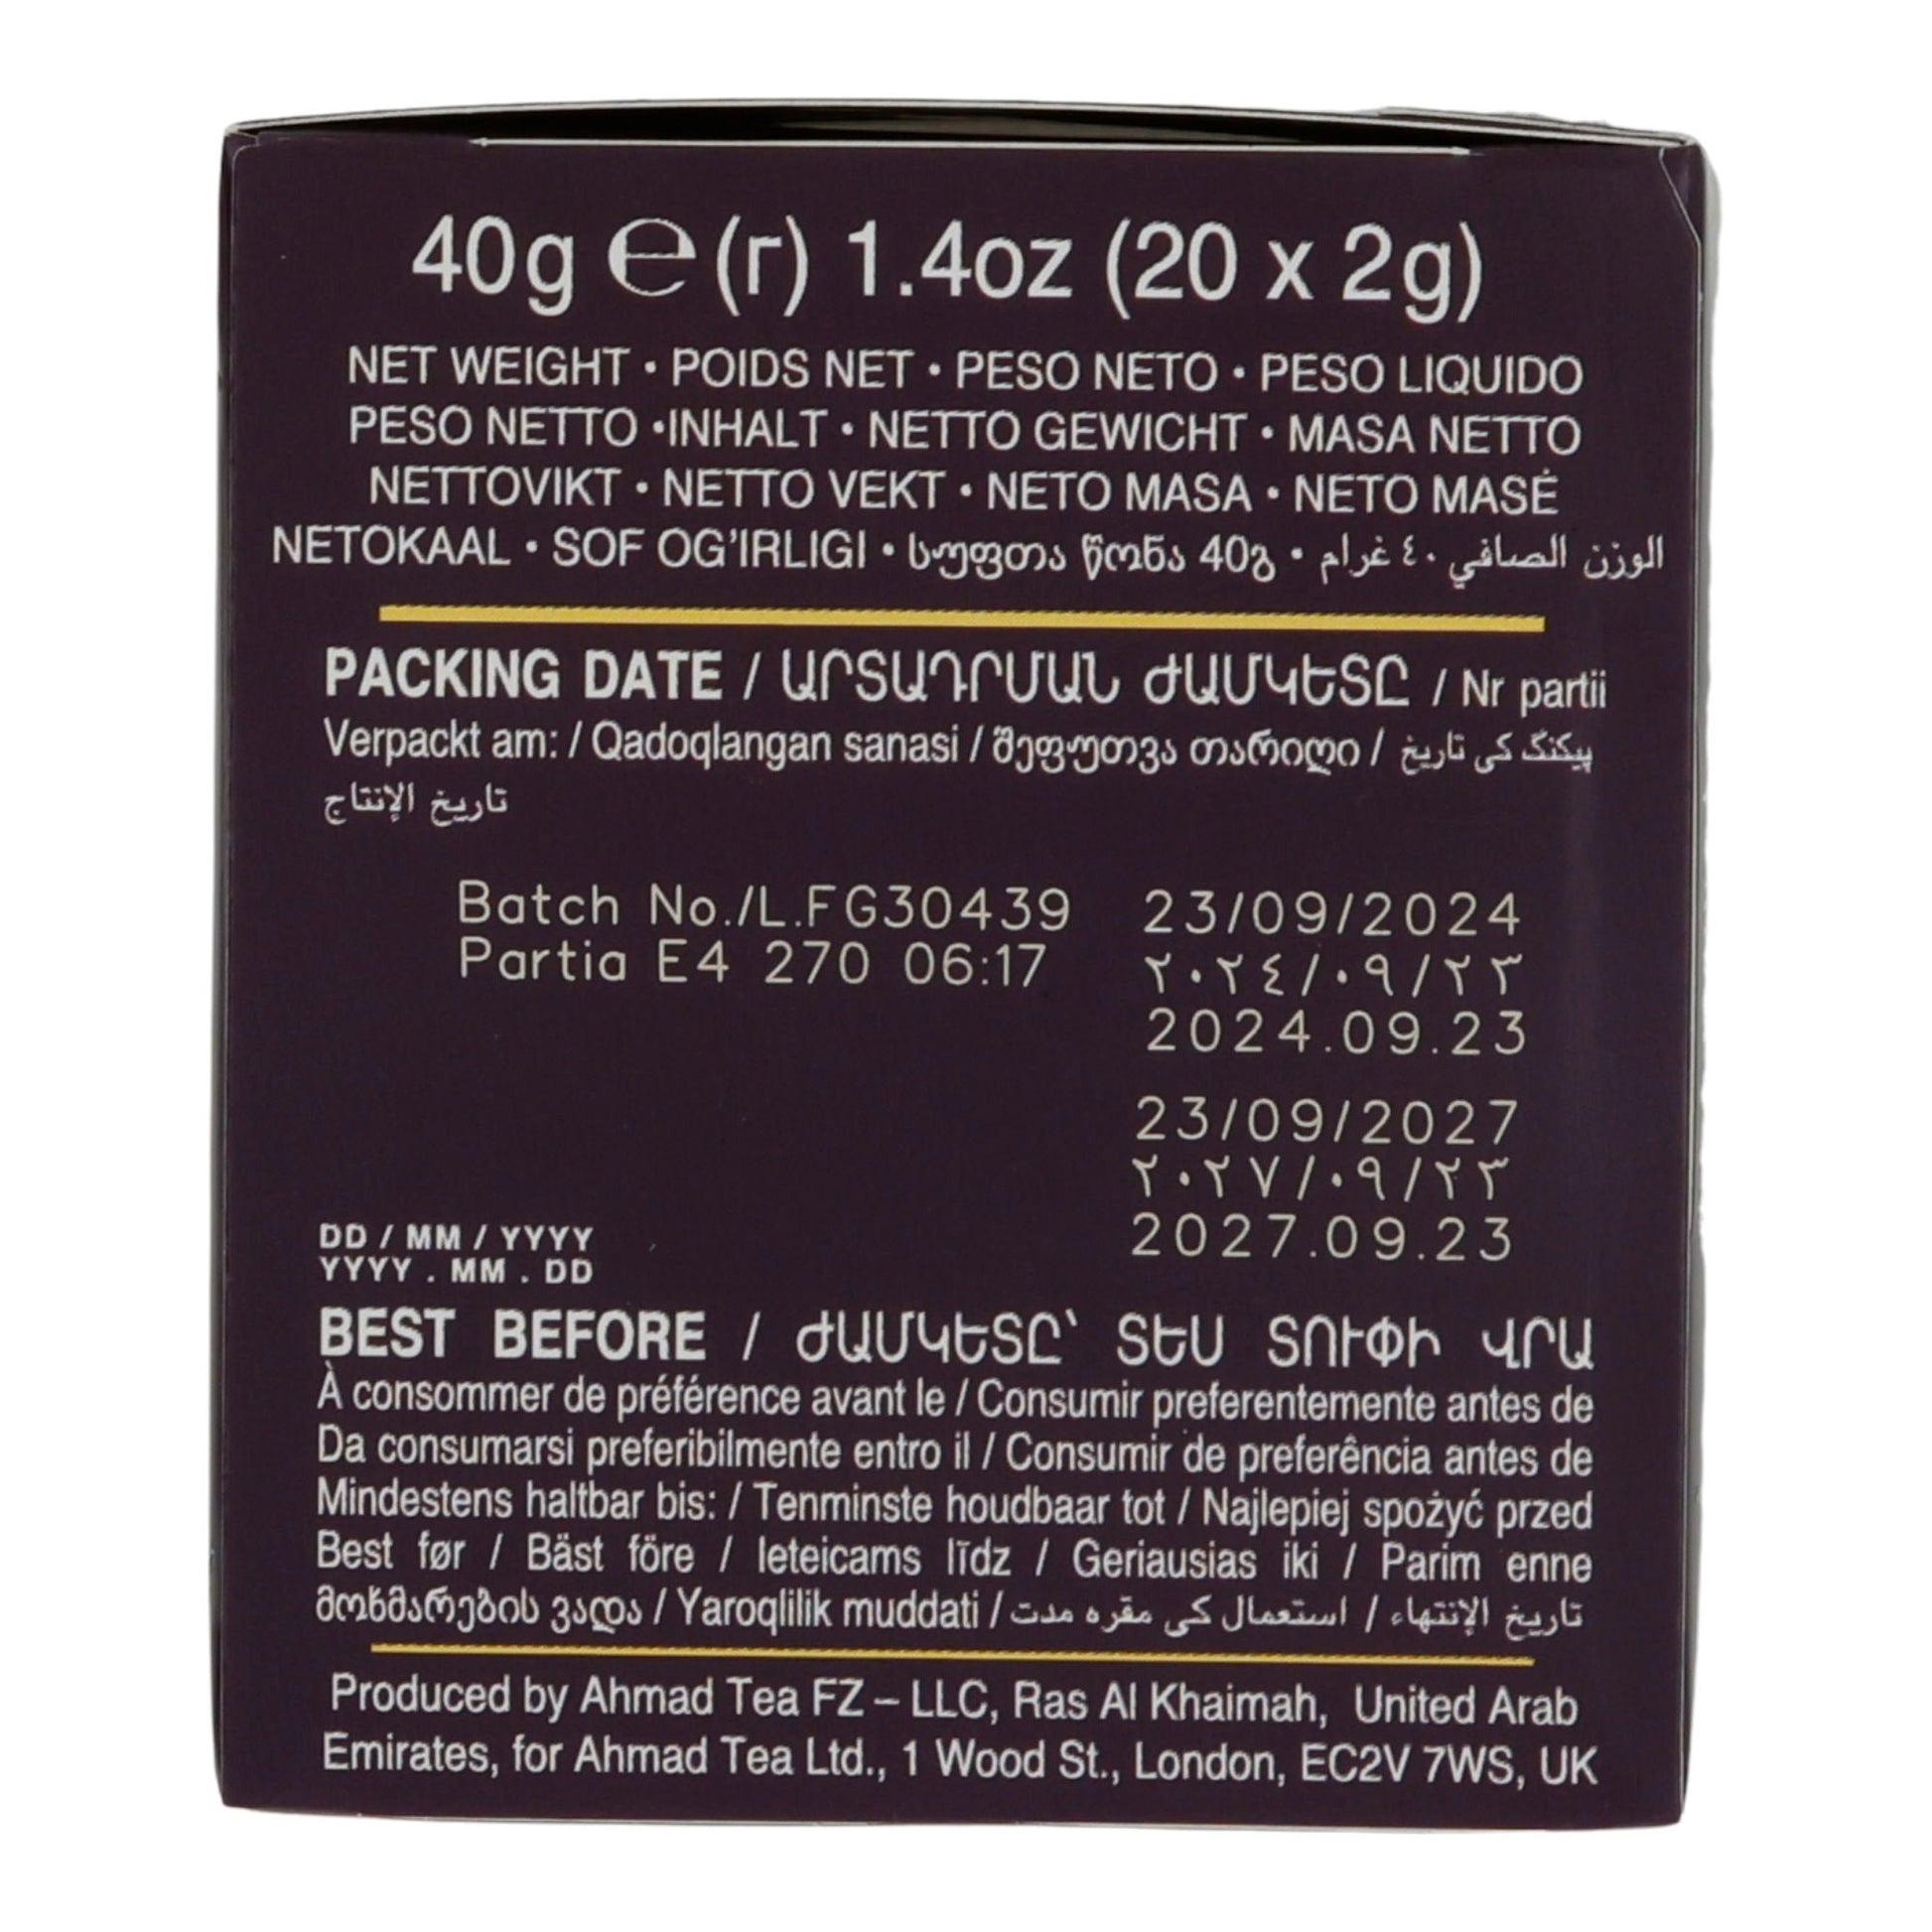 40g ℮ (r) 1.4oz (20 x 2g)
NET WEIGHT • POIDS NET • PESO NETO • PESO LIQUIDO
PESO NETTO •INHALT • NETTO GEWICHT • MASA NETTO
NETTOVIKT • NETTO VEKT • NETO MASA • NETO MASĖ
NETOKAAL • SOF OG’IRLIGI • სუფთა წონა 40გ • الوزن الصافي ٤٠ غرام
PACKING DATE / ԱՐՏԱԴՐՄԱՆ ԺԱՄԿԵՏԸ / Nr partii
Verpackt am: / Qadoqlangan sanasi / შეფუთვა თარიღი / پیکنگ کی تاریخ
تاريخ الإنتاج
Batch No./L.FG30439 23/09/2024
Partia E4 270 06:17 ٢٠٢٤/٠٩/٢٣
2024.09.23
23/09/2027
٢٠٢٧/٠٩/٢٣
2027.09.23
DD / MM / YYYY
YYYY . MM . DD
BEST BEFORE / ԺԱՄԿԵՏԸ՝ ՏԵՍ ՏՈՒՓԻ ՎՐԱ
À consommer de préférence avant le / Consumir preferentemente antes de
Da consumarsi preferibilmente entro il / Consumir de preferência antes de
Mindestens haltbar bis: / Tenminste houdbaar tot / Najlepiej spożyć przed
Best før / Bäst före / Ieteicams līdz / Geriausias iki / Parim enne
მოხმარების ვადა / Yaroqlilik muddati / استعمال کی مقرہ مدت / تاريخ الإنتهاء
Produced by Ahmad Tea FZ – LLC, Ras Al Khaimah, United Arab
Emirates, for Ahmad Tea Ltd., 1 Wood St., London, EC2V 7WS, UK